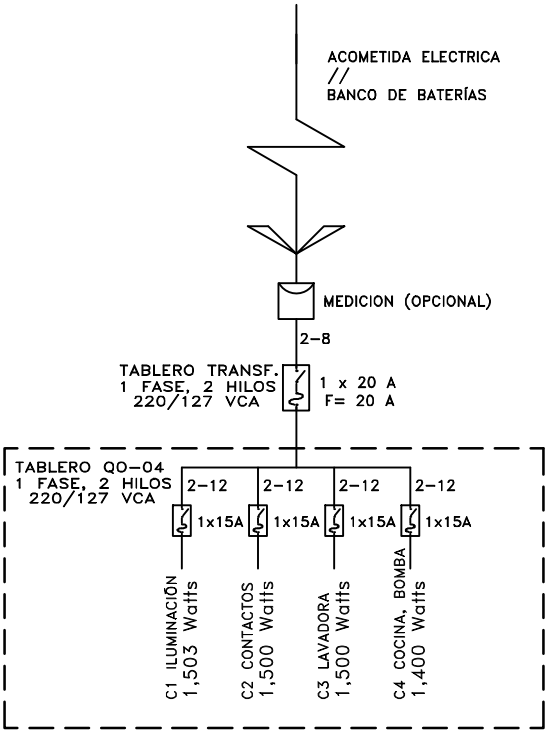 ACOMETIDA ELECTRICA
//
BANCO DE BATERÍAS
MEDICION (OPCIONAL)
2-8
TABLERO TRANSF.
1 FASE, 2 HILOS
220/127 VCA
1 x 20 A
F= 20 A
TABLERO QO-04
1 FASE, 2 HILOS
220/127 VCA
2-12
2-12
2-12
2-12
1x15A
1x15A
1x15A
1x15A
C1 ILUMINACIÓN
1,503 Watts
C2 CONTACTOS
1,500 Watts
C3 LAVADORA
1,500 Watts
C4 COCINA, BOMBA
1,400 Watts